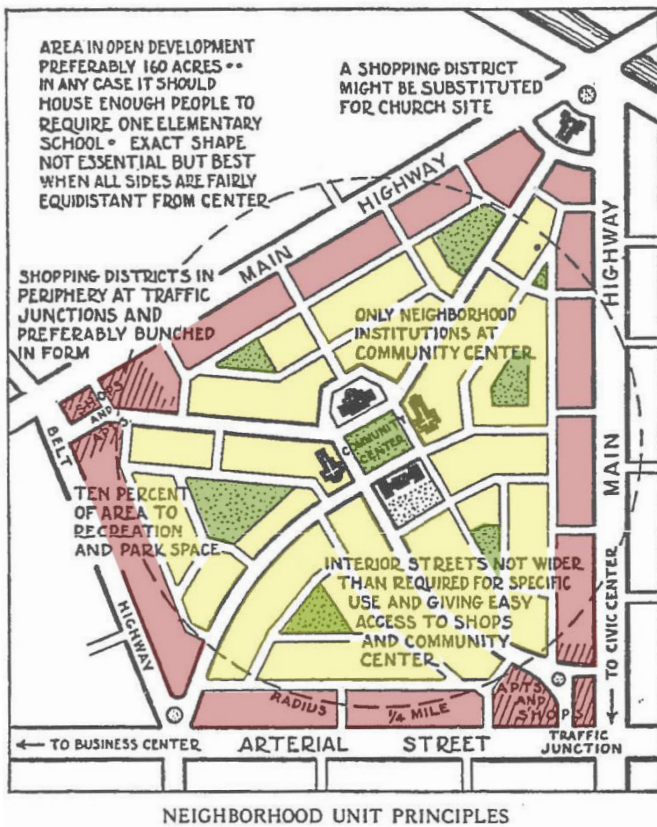 AREA IN OPEN DEVELOPMENT
PREFERABLY 160 ACRES ••
IN ANY CASE IT SHOULD
HOUSE ENOUGH PEOPLE TO
REQUIRE ONE ELEMENTARY
SCHOOL • EXACT SHAPE
NOT ESSENTIAL BUT BEST
WHEN ALL SIDES ARE FAIRLY
EQUIDISTANT FROM CENTER
A SHOPPING DISTRICT
MIGHT BE SUBSTITUTED
FOR CHURCH SITE
MAIN HIGHWAY
SHOPPING DISTRICTS IN
PERIPHERY AT TRAFFIC
JUNCTIONS AND
PREFERABLY BUNCHED
IN FORM
ONLY NEIGHBORHOOD
INSTITUTIONS AT
COMMUNITY CENTER
SHOPS
AND
APTS.
COMMUNITY
CENTER
MAIN HIGHWAY
BELT HIGHWAY
TEN PERCENT
OF AREA TO
RECREATION
AND PARK SPACE
INTERIOR STREETS NOT WIDER
THAN REQUIRED FOR SPECIFIC
USE AND GIVING EASY
ACCESS TO SHOPS
AND COMMUNITY
CENTER
→ TO CIVIC CENTER
RADIUS 1/4 MILE
APTS.
AND
SHOPS
TRAFFIC
JUNCTION
← TO BUSINESS CENTER
ARTERIAL STREET
NEIGHBORHOOD UNIT PRINCIPLES